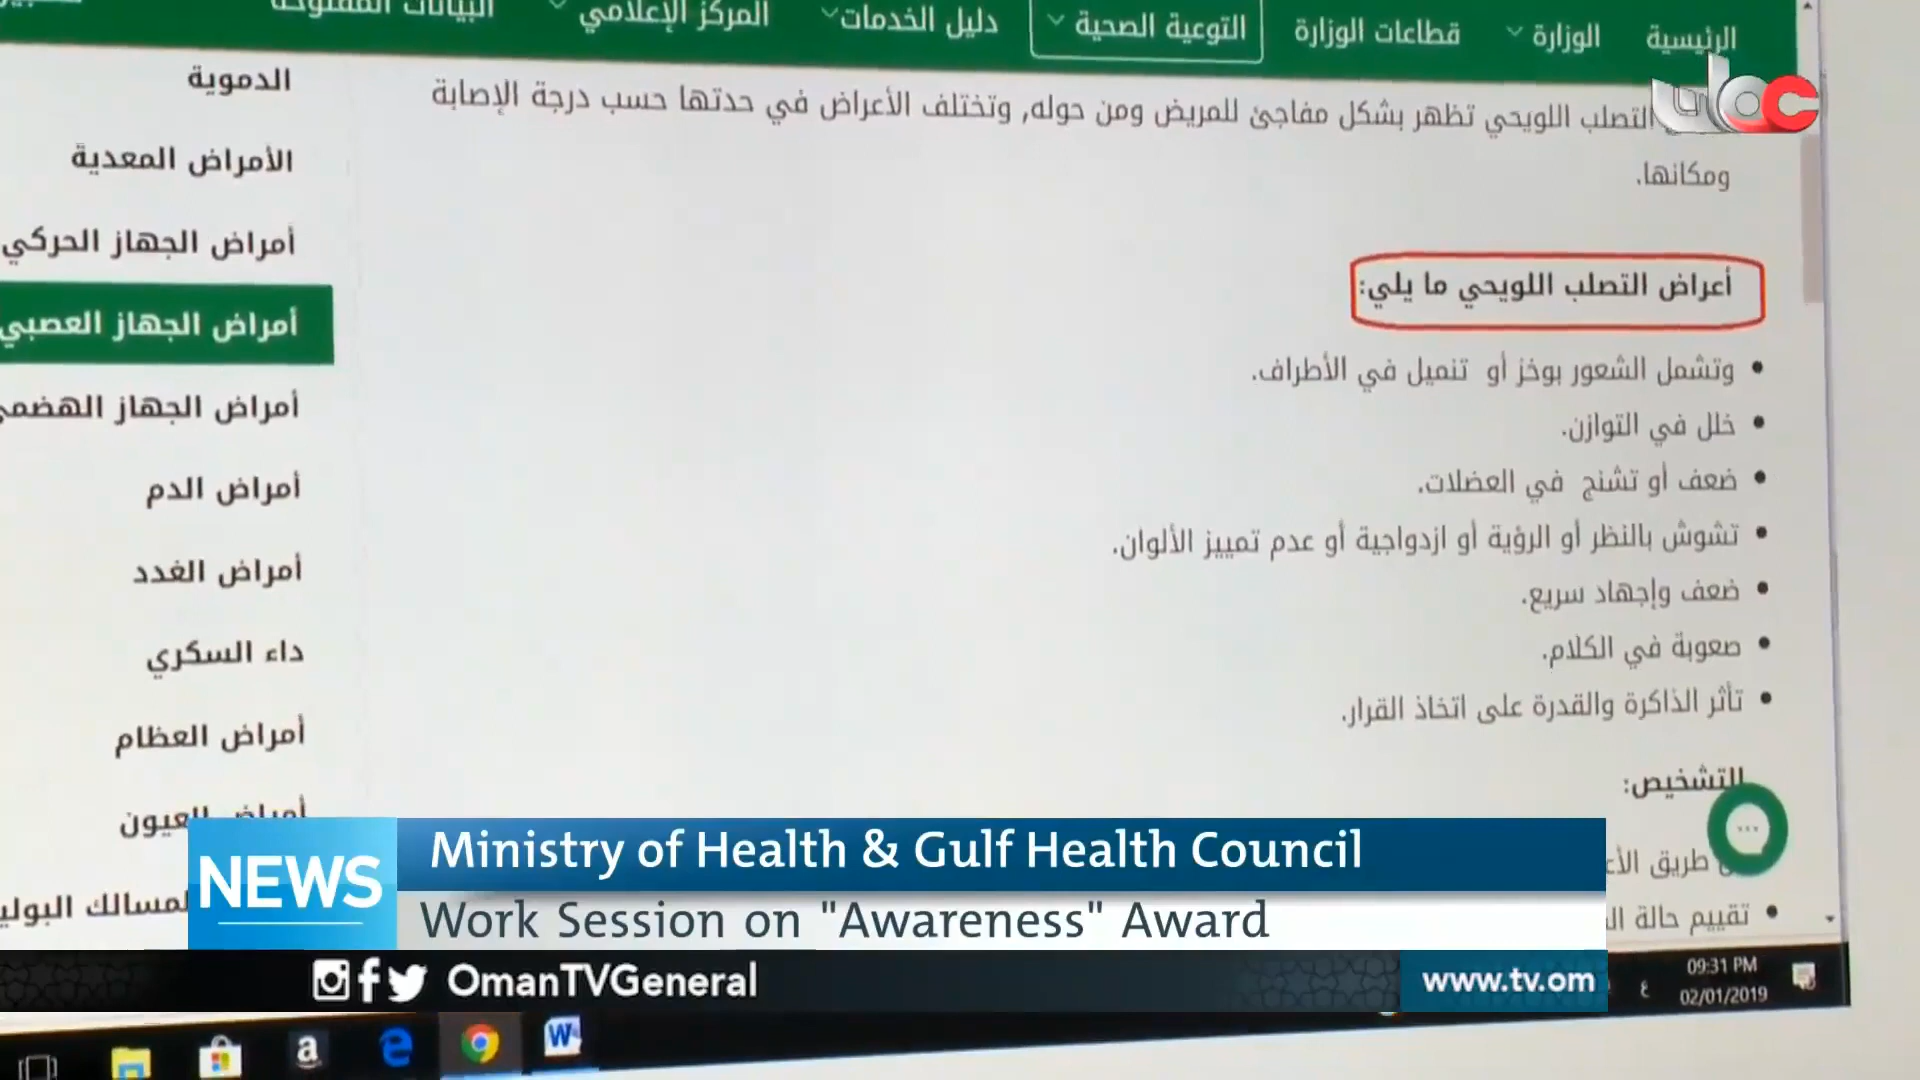 الرئيسية
الوزارة
قطاعات الوزارة
التوعية الصحية
دليل الخدمات
المركز الإعلامي
البيانات المفتوحة
ubc
التصلب اللويحي تظهر بشكل مفاجئ للمريض ومن حوله, وتختلف الأعراض في حدتها حسب درجة الإصابة
ومكانها.
أعراض التصلب اللويحي ما يلي:
• وتشمل الشعور بوخز أو تنميل في الأطراف.
• خلل في التوازن.
• ضعف أو تشنج في العضلات.
• تشوش بالنظر أو الرؤية أو ازدواجية أو عدم تمييز الألوان.
• ضعف وإجهاد سريع.
• صعوبة في الكلام.
• تأثر الذاكرة والقدرة على اتخاذ القرار.
التشخيص:
طريق
• تقييم حالة
الدموية
الأمراض المعدية
أمراض الجهاز الحركي
أمراض الجهاز العصبي
أمراض الجهاز الهضمي
أمراض الدم
أمراض الغدد
داء السكري
أمراض العظام
أمراض العيون
المسالك
NEWS
Ministry of Health & Gulf Health Council
Work Session on "Awareness" Award
OmanTVGeneral
www.tv.om
ع
09:31 PM
02/01/2019